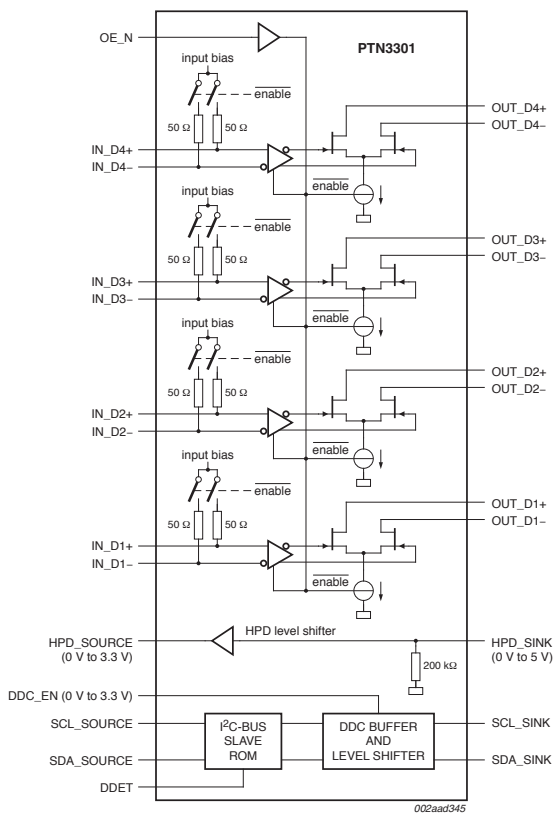 OE_N
PTN3301
input bias
enable
50 Ω
50 Ω
OUT_D4+
OUT_D4−
IN_D4+
IN_D4−
enable
input bias
enable
50 Ω
50 Ω
OUT_D3+
OUT_D3−
IN_D3+
IN_D3−
enable
input bias
enable
50 Ω
50 Ω
OUT_D2+
OUT_D2−
IN_D2+
IN_D2−
enable
input bias
enable
50 Ω
50 Ω
OUT_D1+
OUT_D1−
IN_D1+
IN_D1−
enable
HPD_SOURCE
(0 V to 3.3 V)
HPD level shifter
HPD_SINK
(0 V to 5 V)
200 kΩ
DDC_EN (0 V to 3.3 V)
SCL_SOURCE
SDA_SOURCE
I²C-BUS
SLAVE
ROM
DDC BUFFER
AND
LEVEL SHIFTER
SCL_SINK
SDA_SINK
DDET
002aad345